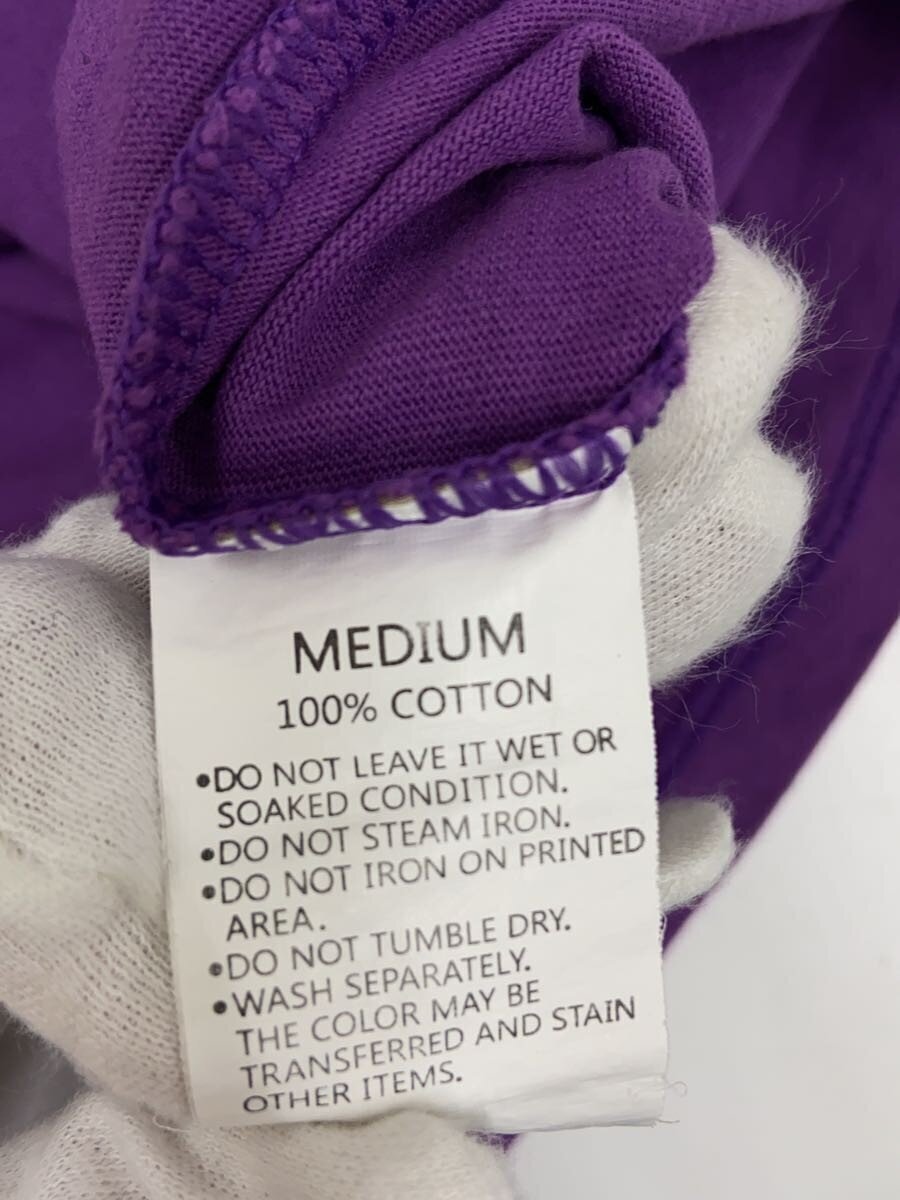 MEDIUM
100% COTTON
•DO NOT LEAVE IT WET OR
SOAKED CONDITION.
•DO NOT STEAM IRON.
•DO NOT IRON ON PRINTED
AREA.
•DO NOT TUMBLE DRY.
•WASH SEPARATELY.
THE COLOR MAY BE
TRANSFERRED AND STAIN
OTHER ITEMS.